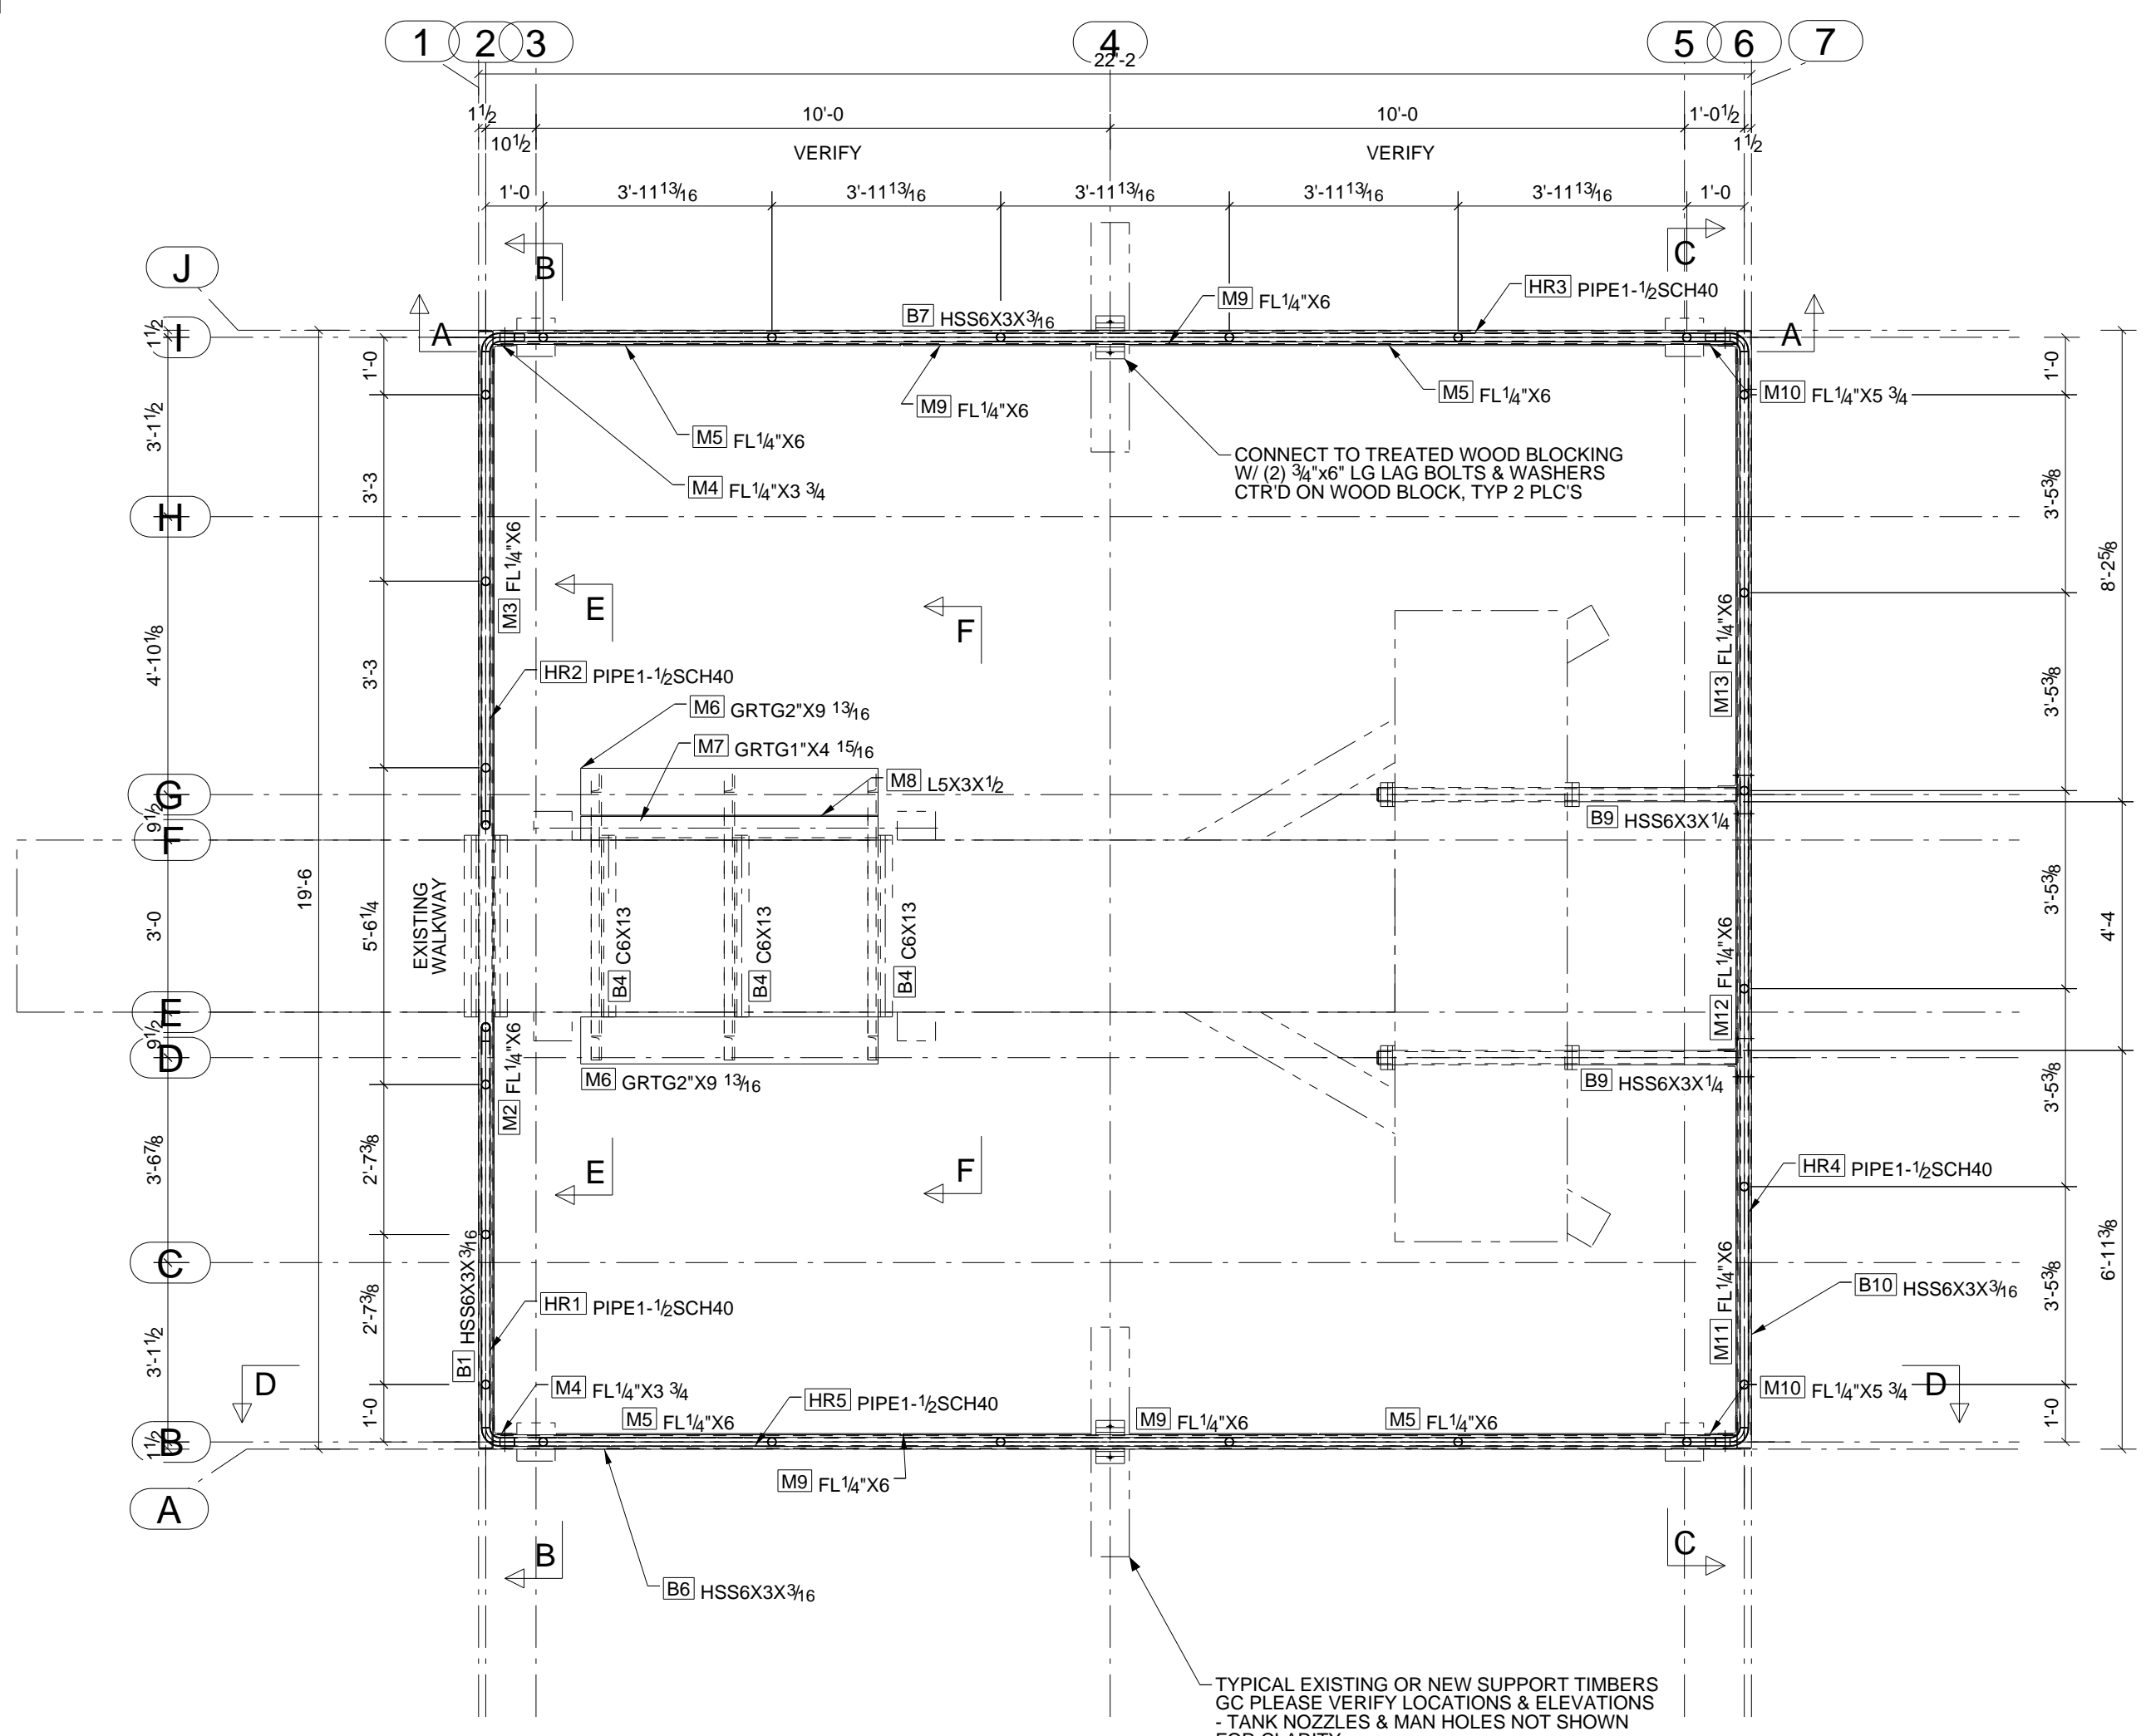 1 2 3 4 5 6 7
22'-2
1 1/2 10'-0 10'-0 1'-0 1/2
10 1/2 VERIFY VERIFY 1 1/2
1'-0 3'-11 13/16 3'-11 13/16 3'-11 13/16 3'-11 13/16 3'-11 13/16 1'-0
B C
J
I
H
G
F
E
D
C
B
A
1 1/2
3'-1 1/2
4'-10 1/8
9 1/2
3'-0
9 1/2
3'-6 7/8
3'-1 1/2
1 1/2
19'-6
1'-0
3'-3
3'-3
5'-6 1/4
2'-7 3/8
2'-7 3/8
1'-0
A A
B7 HSS6X3X3/16
M9 FL1/4"X6
HR3 PIPE1-1/2SCH40
M5 FL1/4"X6
M9 FL1/4"X6
M5 FL1/4"X6
M10 FL1/4"X5 3/4
M4 FL1/4"X3 3/4
CONNECT TO TREATED WOOD BLOCKING
W/ (2) 3/4"x6" LG LAG BOLTS & WASHERS
CTR'D ON WOOD BLOCK, TYP 2 PLC'S
M3 FL1/4"X6
E F
HR2 PIPE1-1/2SCH40
M6 GRTG2"X9 13/16
M7 GRTG1"X4 15/16
M8 L5X3X1/2
M13 FL1/4"X6
B9 HSS6X3X1/4
EXISTING
WALKWAY
B4 C6X13
B4 C6X13
B4 C6X13
M12 FL1/4"X6
M2 FL1/4"X6
M6 GRTG2"X9 13/16
B9 HSS6X3X1/4
E F
HR4 PIPE1-1/2SCH40
B1 HSS6X3X3/16
HR1 PIPE1-1/2SCH40
M11 FL1/4"X6
B10 HSS6X3X3/16
D D
M4 FL1/4"X3 3/4
HR5 PIPE1-1/2SCH40
M10 FL1/4"X5 3/4
M5 FL1/4"X6
M9 FL1/4"X6
M5 FL1/4"X6
M9 FL1/4"X6
B C
B6 HSS6X3X3/16
1'-0
3'-5 3/8
3'-5 3/8
3'-5 3/8
3'-5 3/8
3'-5 3/8
1'-0
8'-2 5/8
4'-4
6'-11 3/8
TYPICAL EXISTING OR NEW SUPPORT TIMBERS
GC PLEASE VERIFY LOCATIONS & ELEVATIONS
- TANK NOZZLES & MAN HOLES NOT SHOWN
FOR CLARITY